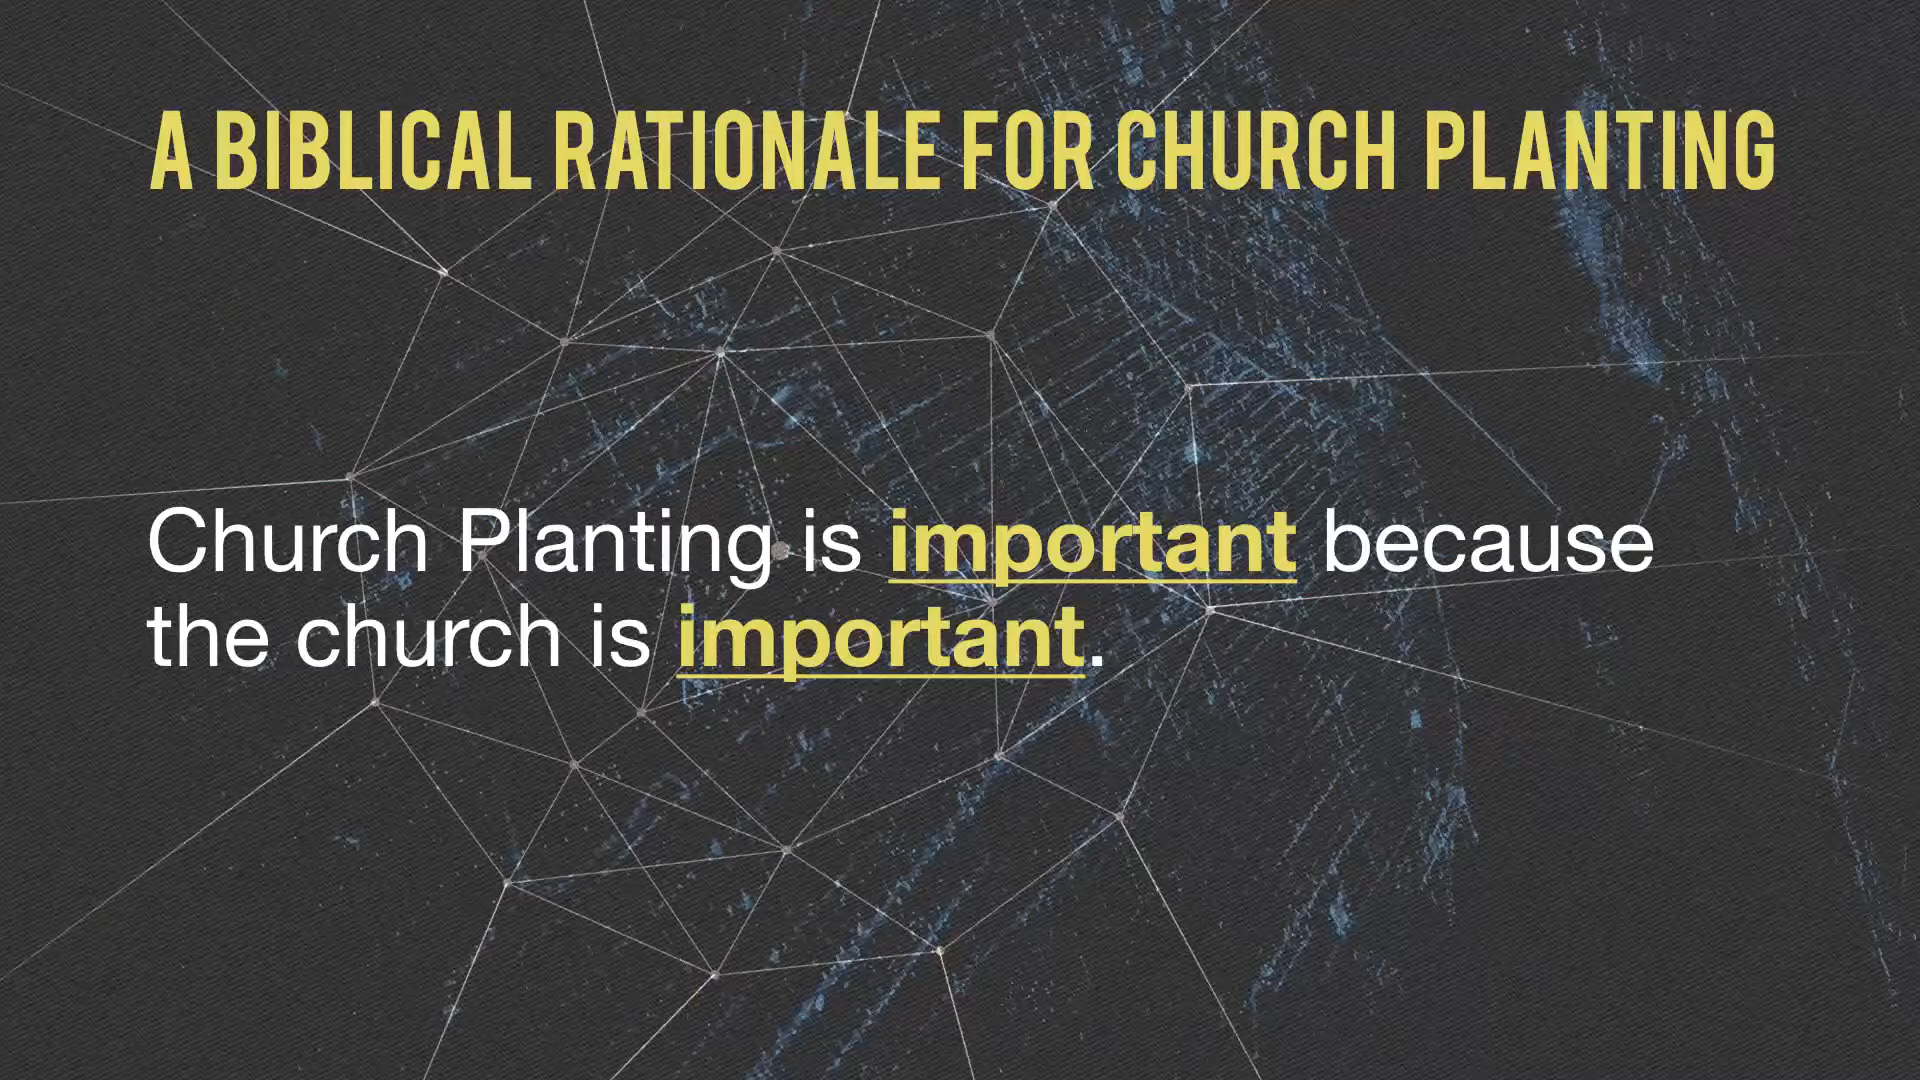 A BIBLICAL RATIONALE FOR CHURCH PLANTING
Church Planting is important because
the church is important.